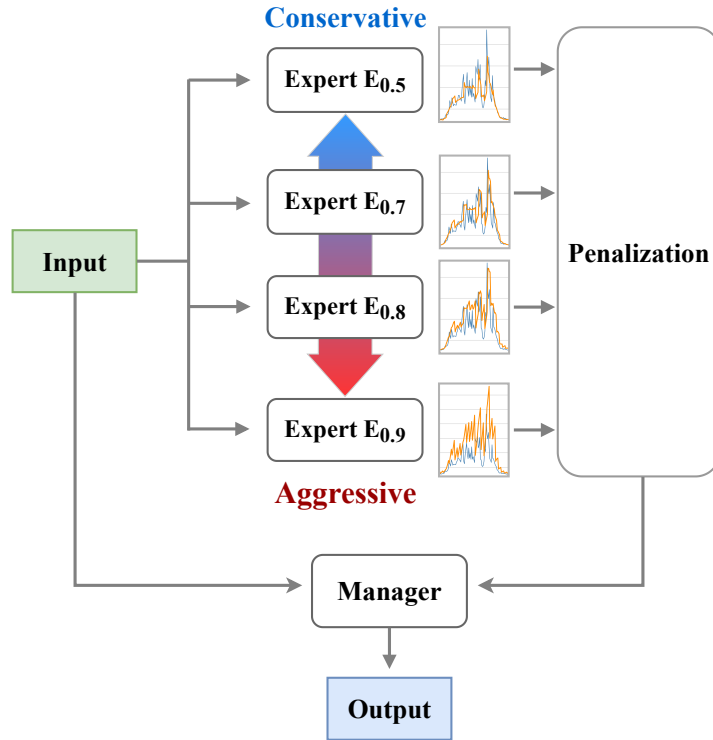 Conservative
Expert E0.5
Expert E0.7
Input
Penalization
Expert E0.8
Expert E0.9
Aggressive
Manager
Output